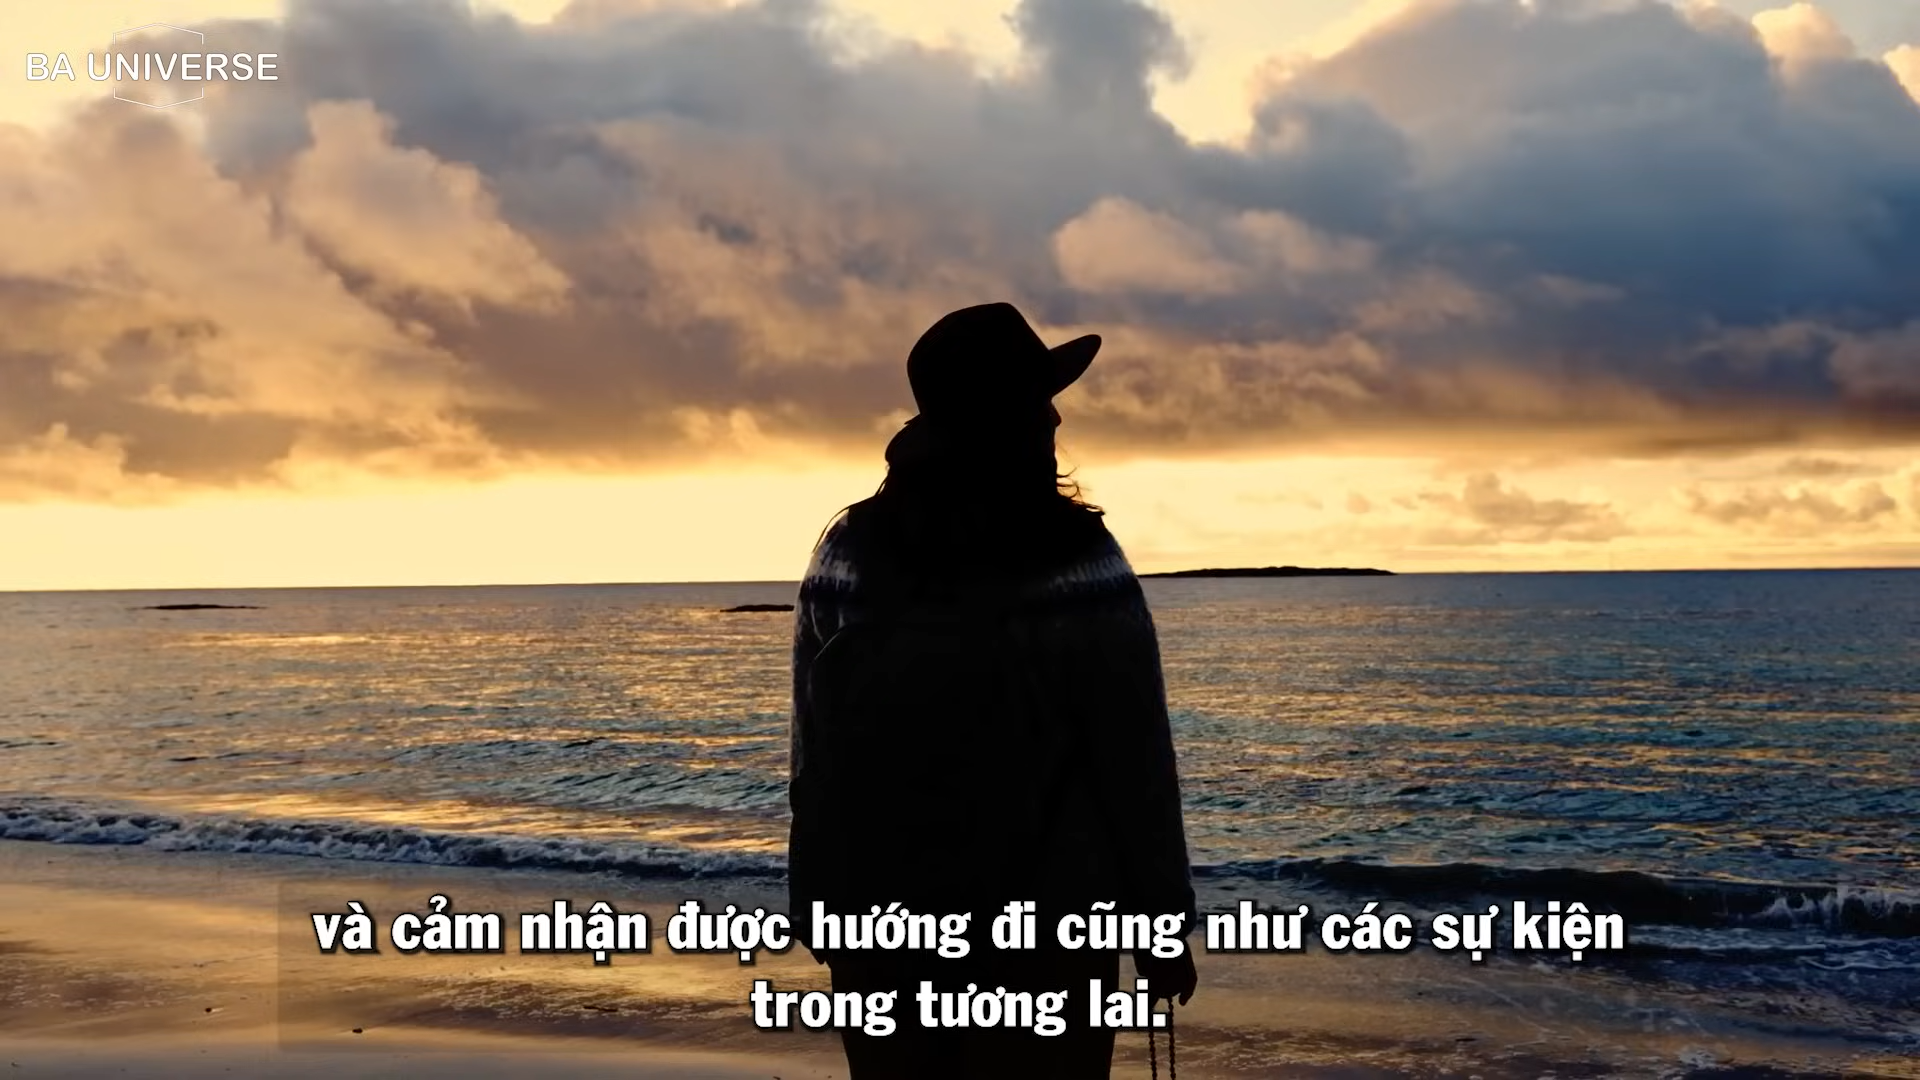 BA UNIVERSE
và cảm nhận được hướng đi cũng như các sự kiện
trong tương lai.